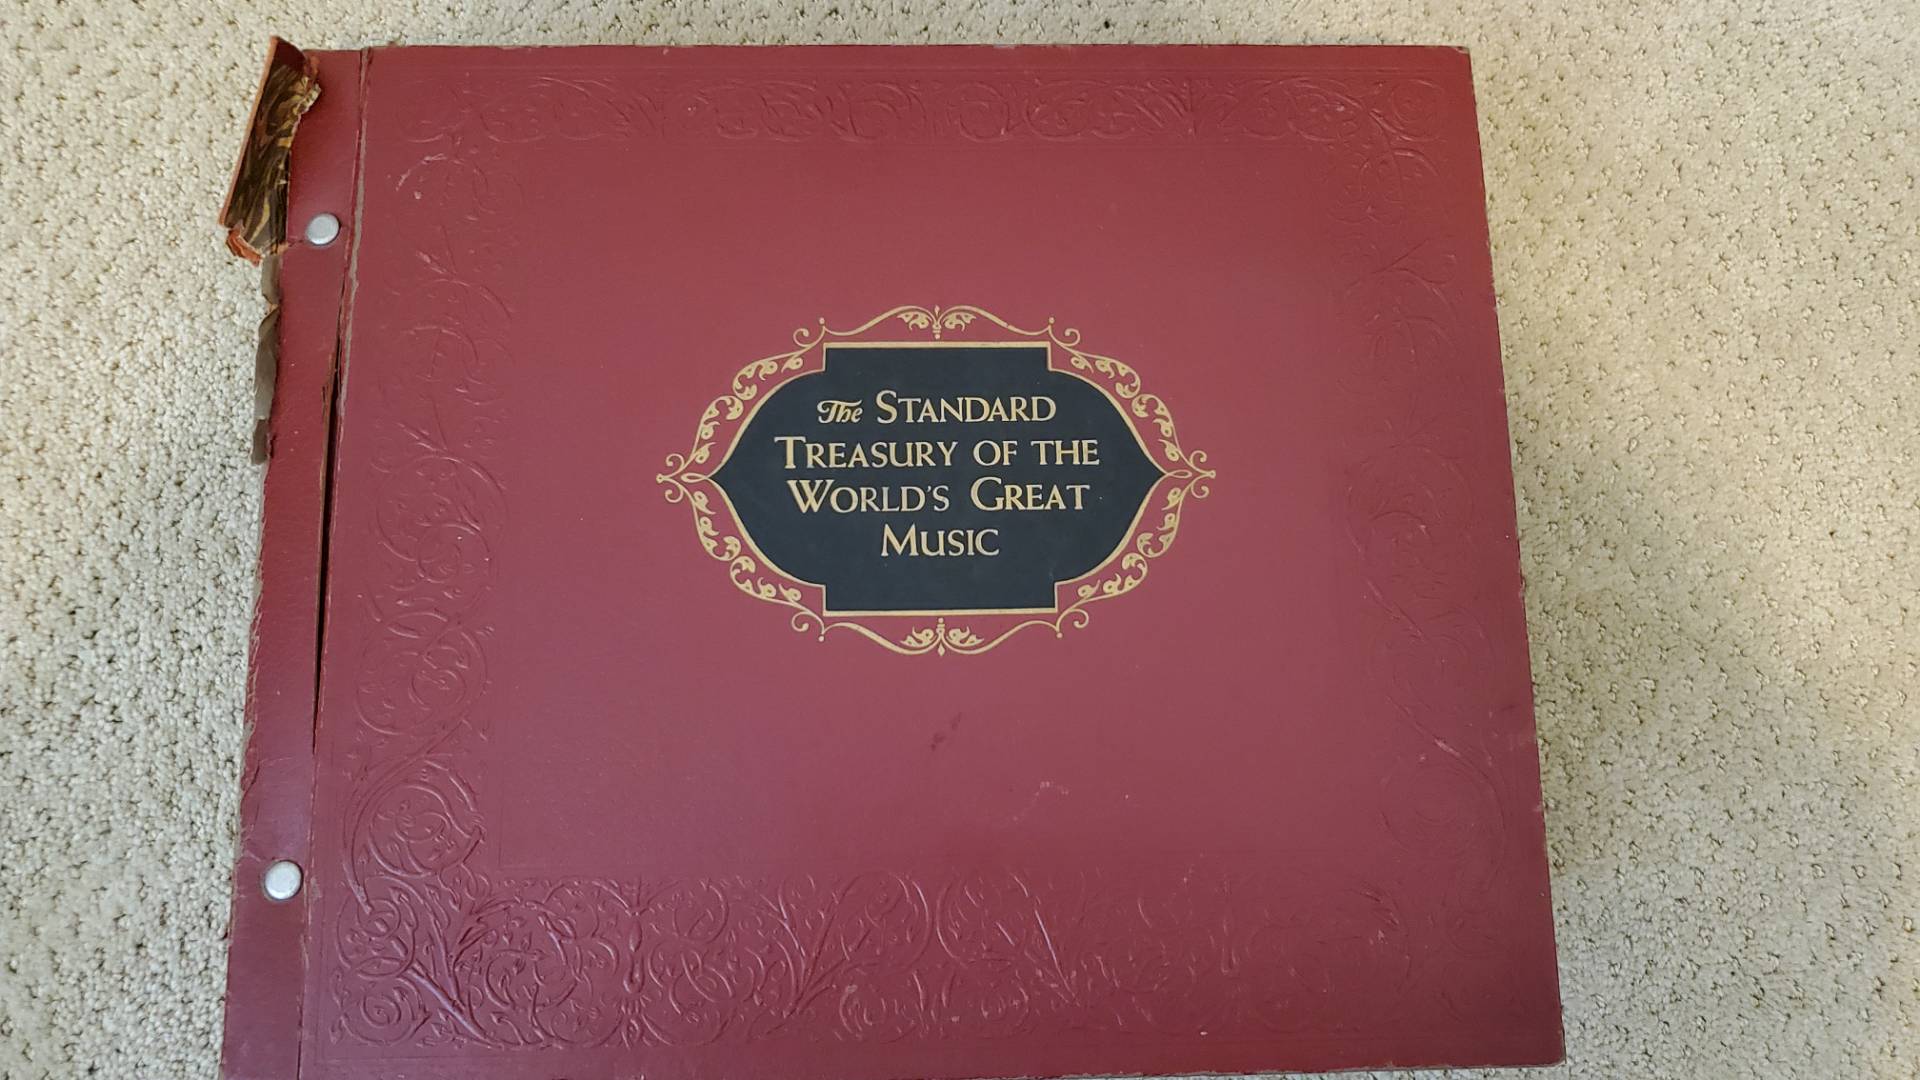 The STANDARD
TREASURY OF THE
WORLD'S GREAT
MUSIC